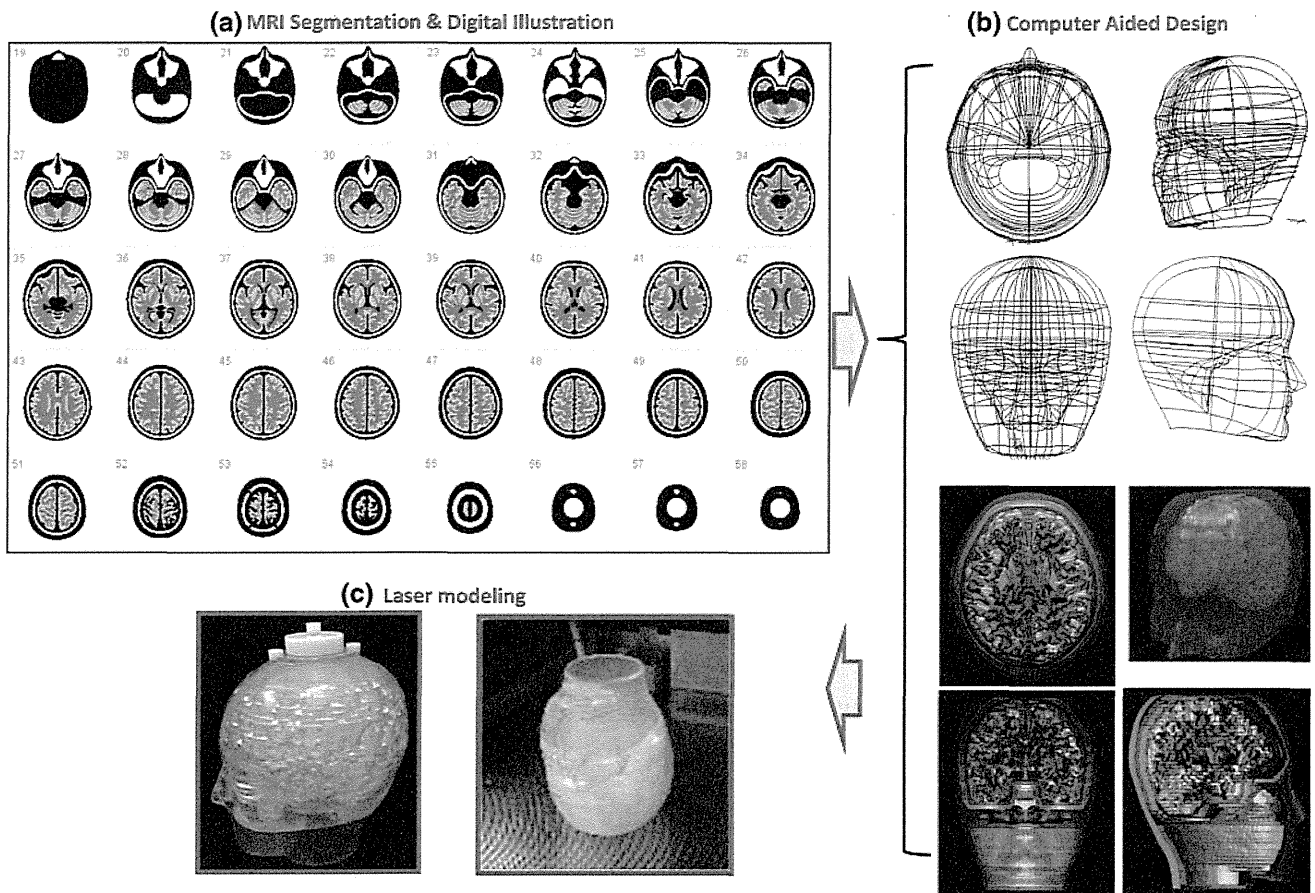 (a) MRI Segmentation & Digital Illustration
19 20 21 22 23 24 25 26
27 28 29 30 31 32 33 34
35 36 37 38 39 40 41 42
43 44 45 46 47 48 49 50
51 52 53 54 55 56 57 58
(b) Computer Aided Design
(c) Laser modeling